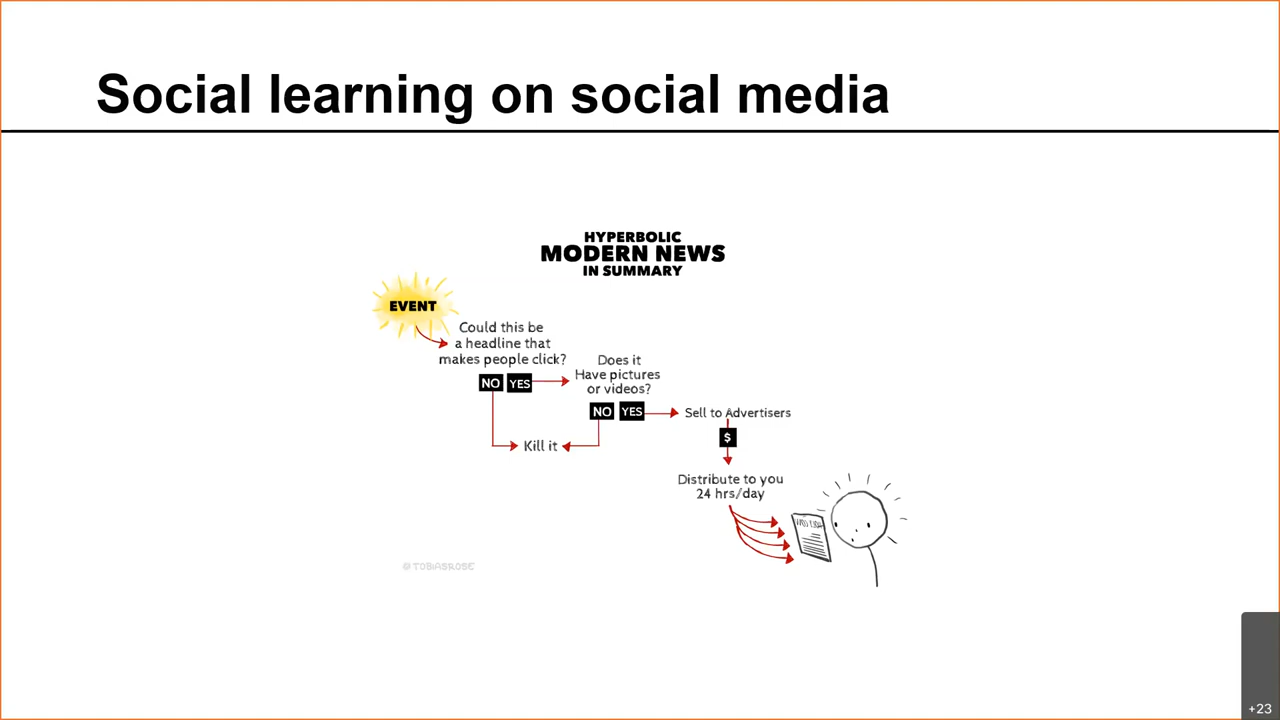 Social learning on social media
HYPERBOLIC
MODERN NEWS
IN SUMMARY
EVENT
Could this be
a headline that
makes people click?
NO YES
Does it
Have pictures
or videos?
NO YES
Sell to Advertisers
Kill it
$
Distribute to you
24 hrs/day
@TOBIASROSE
+23